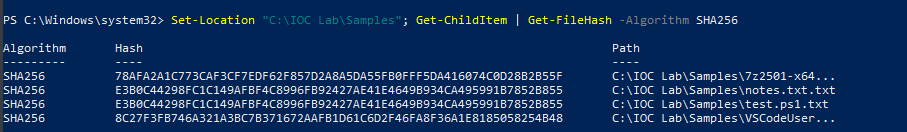 PS C:\Windows\system32> Set-Location "C:\IOC Lab\Samples"; Get-ChildItem | Get-FileHash -Algorithm SHA256
Algorithm Hash Path
--------- ---- ----
SHA256 78AFA2A1C773CAF3CF7EDF62F857D2A8A5DA55FB0FFF5DA416074C0D28B2B55F C:\IOC Lab\Samples\7z2501-x64...
SHA256 E3B0C44298FC1C149AFBF4C8996FB92427AE41E4649B934CA495991B7852B855 C:\IOC Lab\Samples\notes.txt.txt
SHA256 E3B0C44298FC1C149AFBF4C8996FB92427AE41E4649B934CA495991B7852B855 C:\IOC Lab\Samples\test.ps1.txt
SHA256 8C27F3FB746A321A3BC7B371672AAFB1D61C6D2F46FA8F36A1E8185058254B48 C:\IOC Lab\Samples\VSCodeUser...